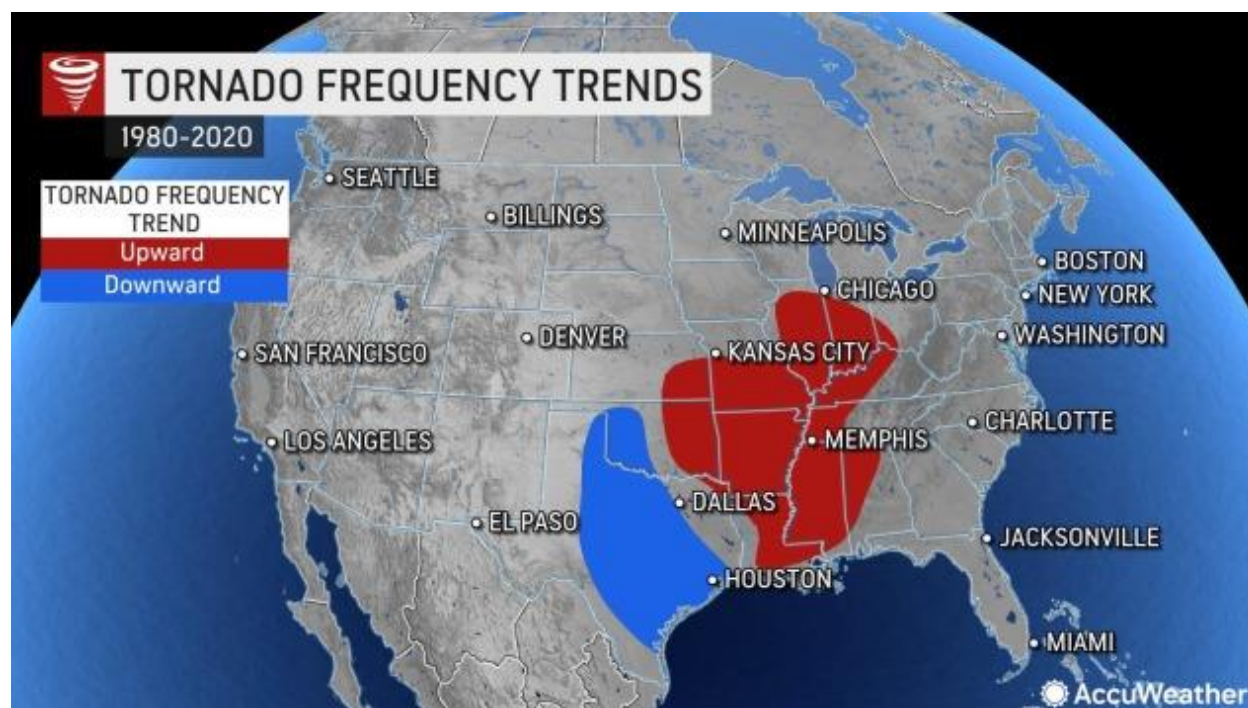 TORNADO FREQUENCY TRENDS
1980-2020
TORNADO FREQUENCY
TREND
Upward
Downward
SEATTLE
BILLINGS
MINNEAPOLIS
BOSTON
CHICAGO
NEW YORK
DENVER
KANSAS CITY
WASHINGTON
SAN FRANCISCO
LOS ANGELES
MEMPHIS
CHARLOTTE
DALLAS
EL PASO
JACKSONVILLE
HOUSTON
MIAMI
AccuWeather